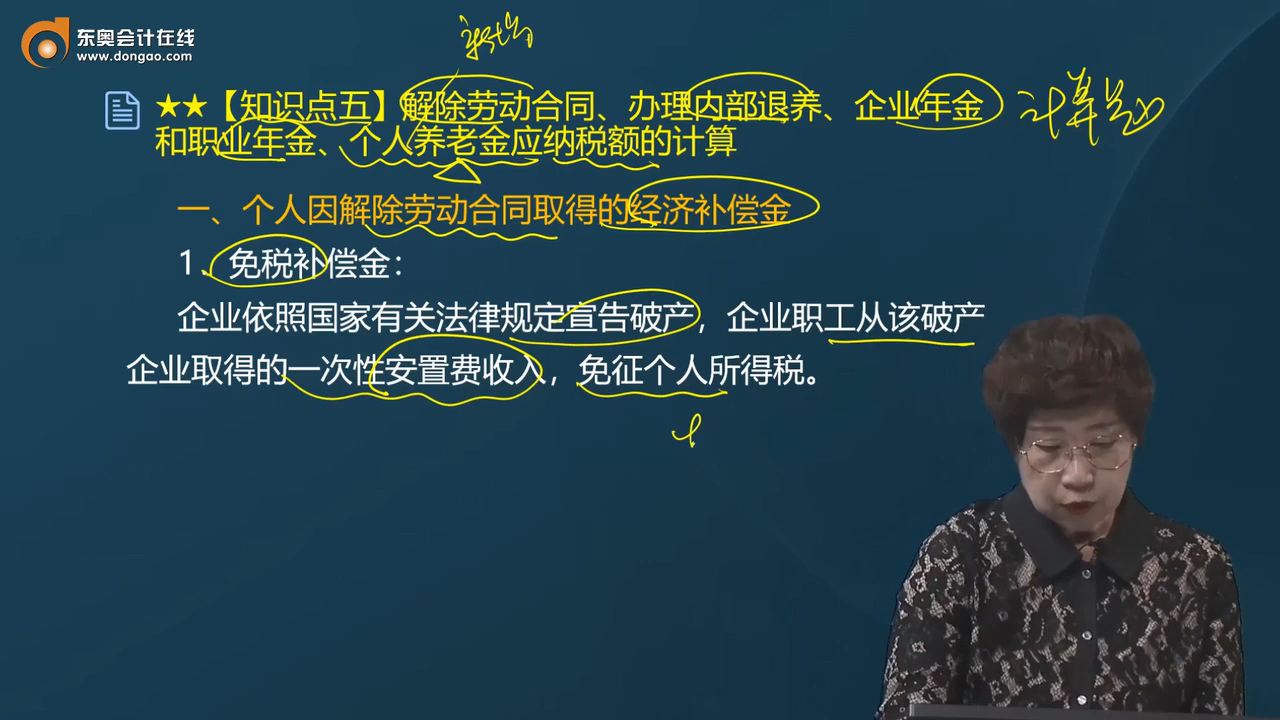 东奥会计在线
www.dongao.com
新增
★★【知识点五】解除劳动合同、办理内部退养、企业年金
计算题
和职业年金、个人养老金应纳税额的计算
一、个人因解除劳动合同取得的经济补偿金
1、免税补偿金：
企业依照国家有关法律规定宣告破产，企业职工从该破产
企业取得的一次性安置费收入，免征个人所得税。